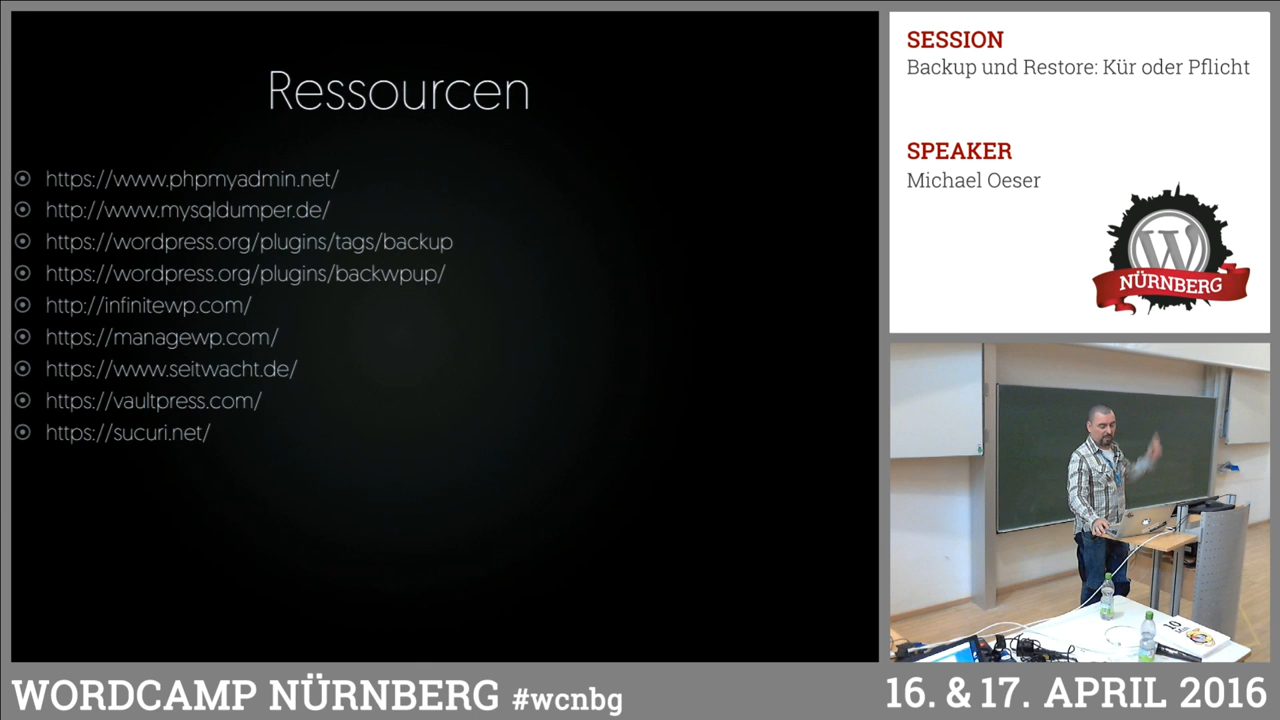 Ressourcen
https://www.phpmyadmin.net/
http://www.mysqldumper.de/
https://wordpress.org/plugins/tags/backup
https://wordpress.org/plugins/backwpup/
http://infinitewp.com/
https://managewp.com/
https://www.seitwacht.de/
https://vaultpress.com/
https://sucuri.net/
SESSION
Backup und Restore: Kür oder Pflicht
SPEAKER
Michael Oeser
W
NÜRNBERG
10
Min
WORDCAMP NÜRNBERG #wcnbg
16. & 17. APRIL 2016